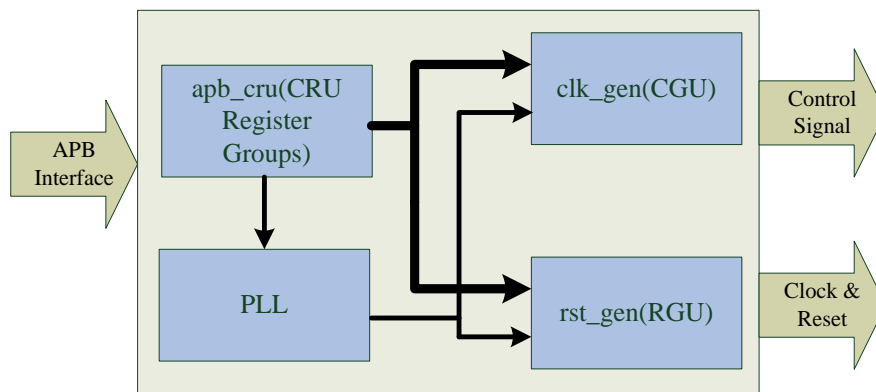 APB
Interface
apb_cru(CRU
Register
Groups)
PLL
clk_gen(CGU)
rst_gen(RGU)
Control
Signal
Clock &
Reset